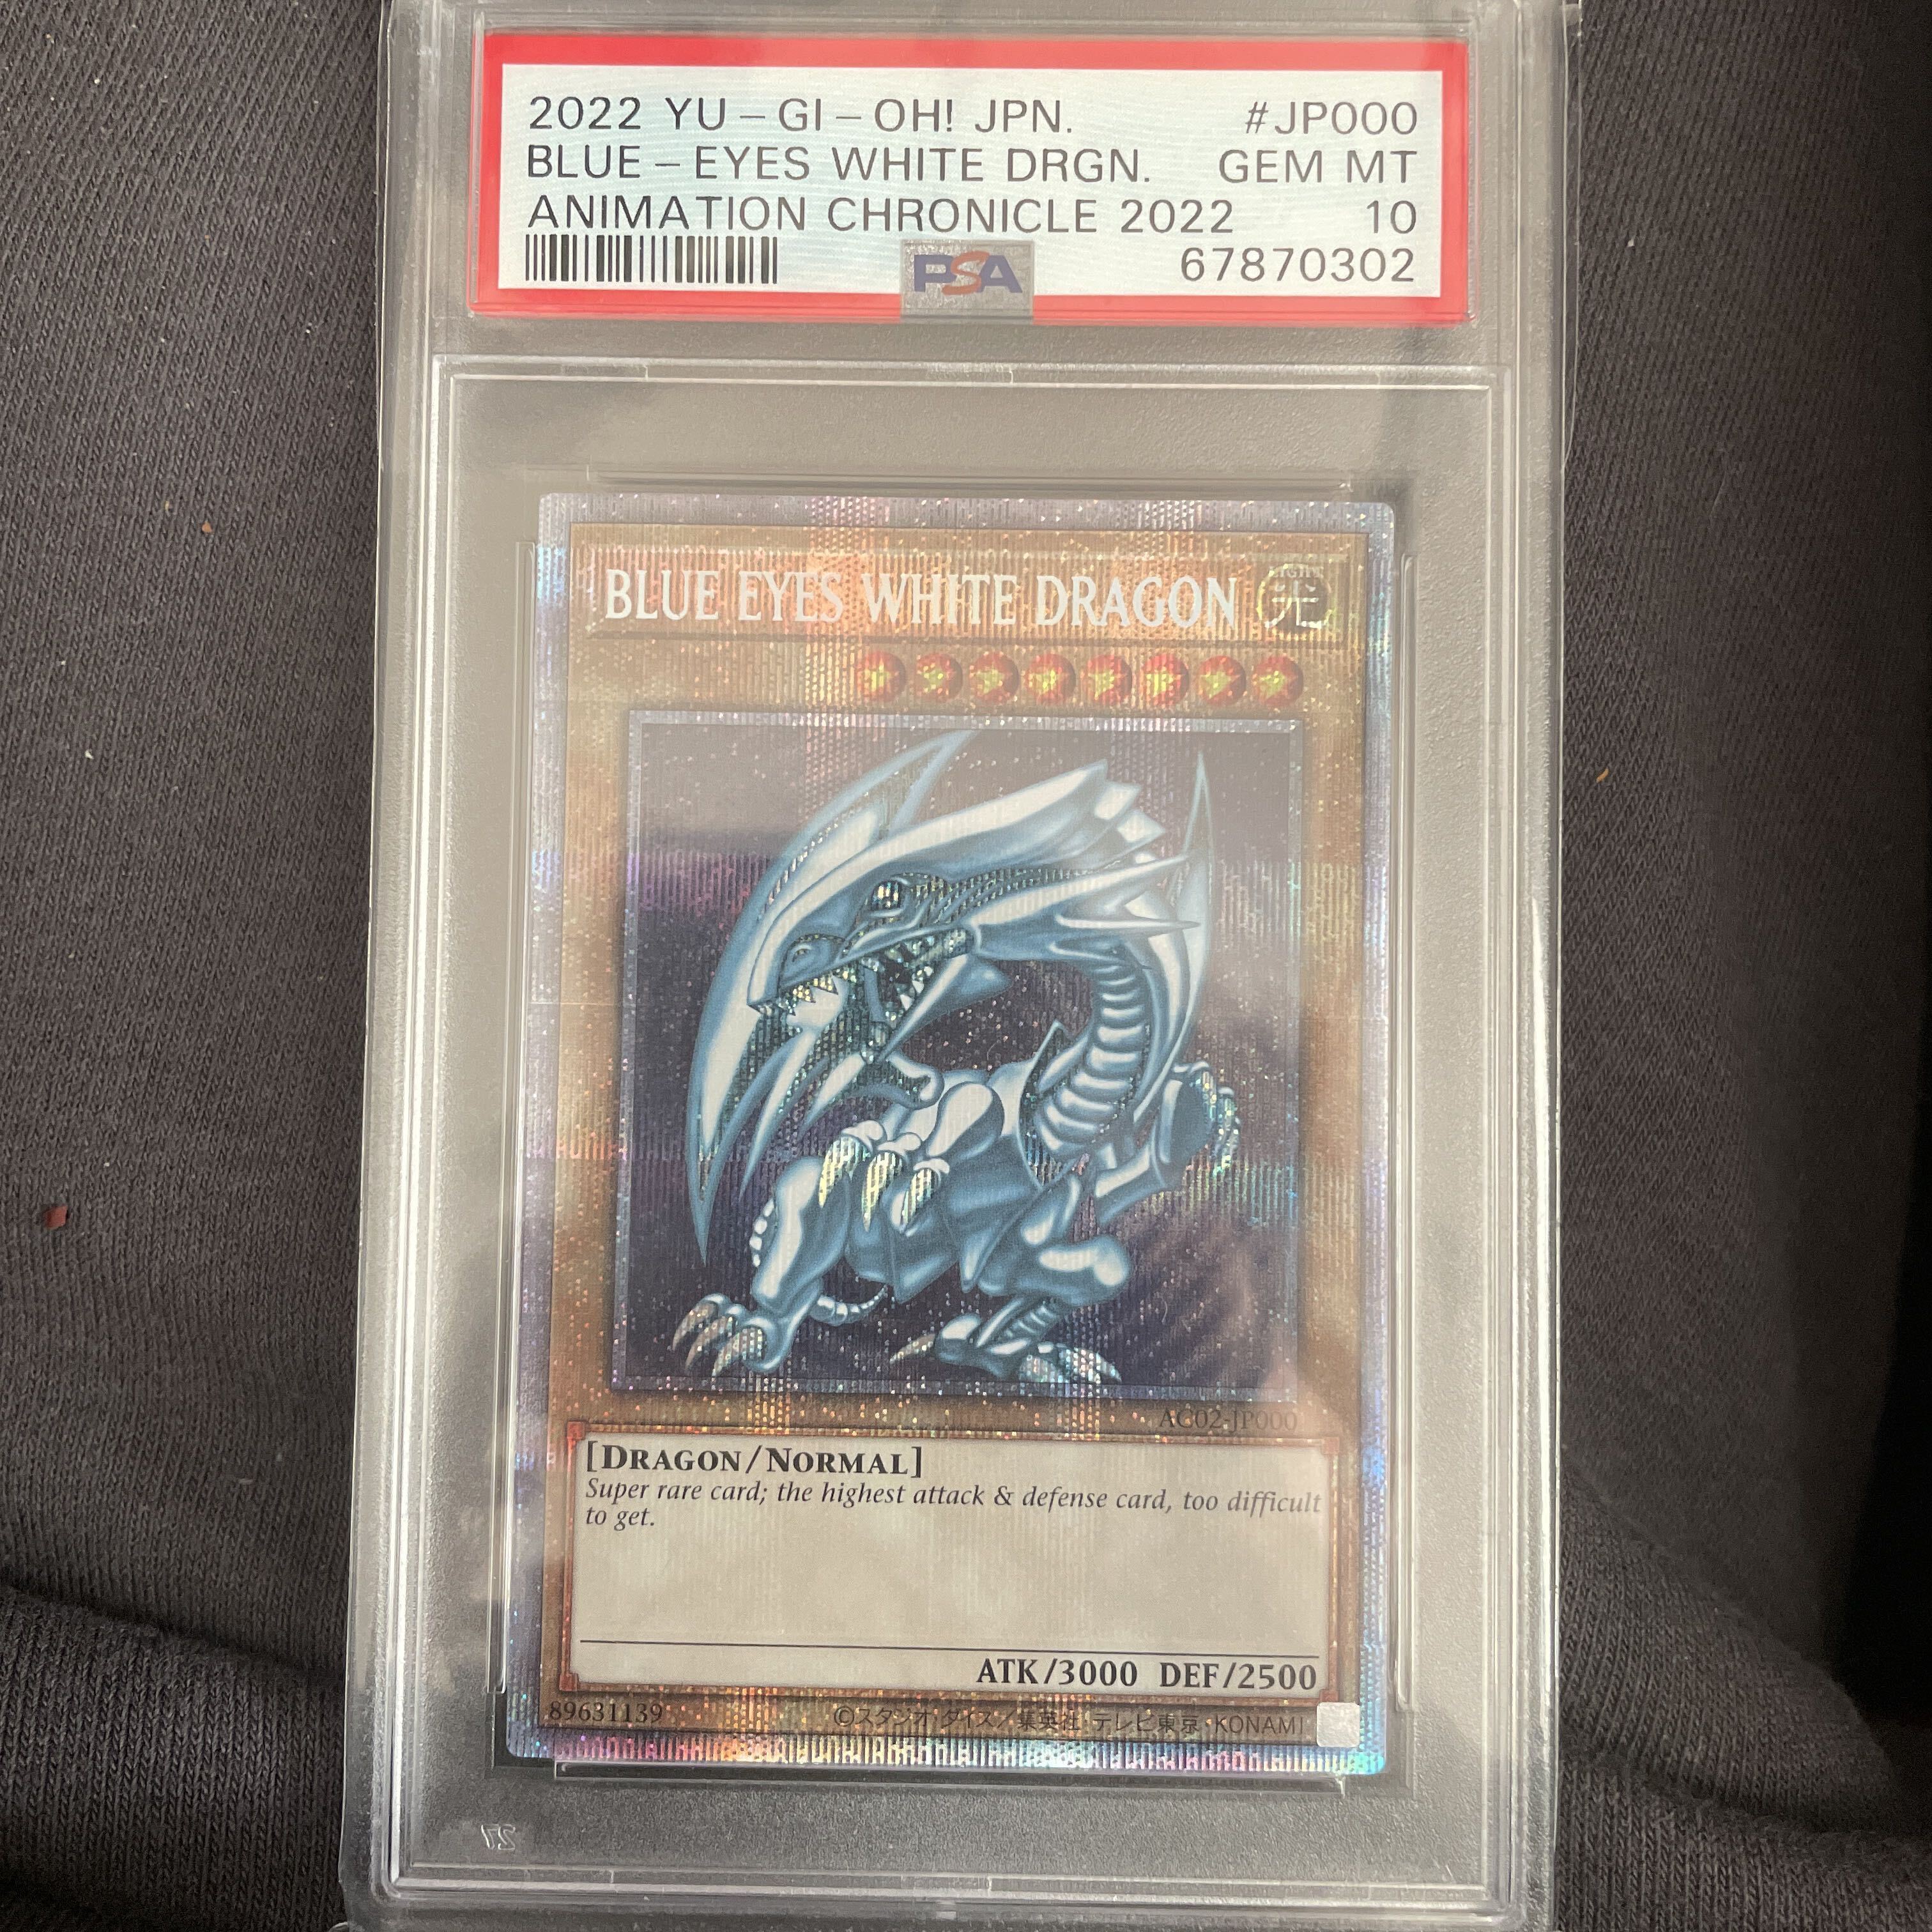 2022 YU-GI-OH! JPN. #JP000
BLUE-EYES WHITE DRGN. GEM MT
ANIMATION CHRONICLE 2022 10
PSA 67870302
BLUE EYES WHITE DRAGON
LIGHT
光
AC02-JP000
[DRAGON/NORMAL]
Super rare card; the highest attack & defense card, too difficult
to get.
ATK/3000 DEF/2500
89631139 ©スタジオ・ダイス/集英社・テレビ東京・KONAMI